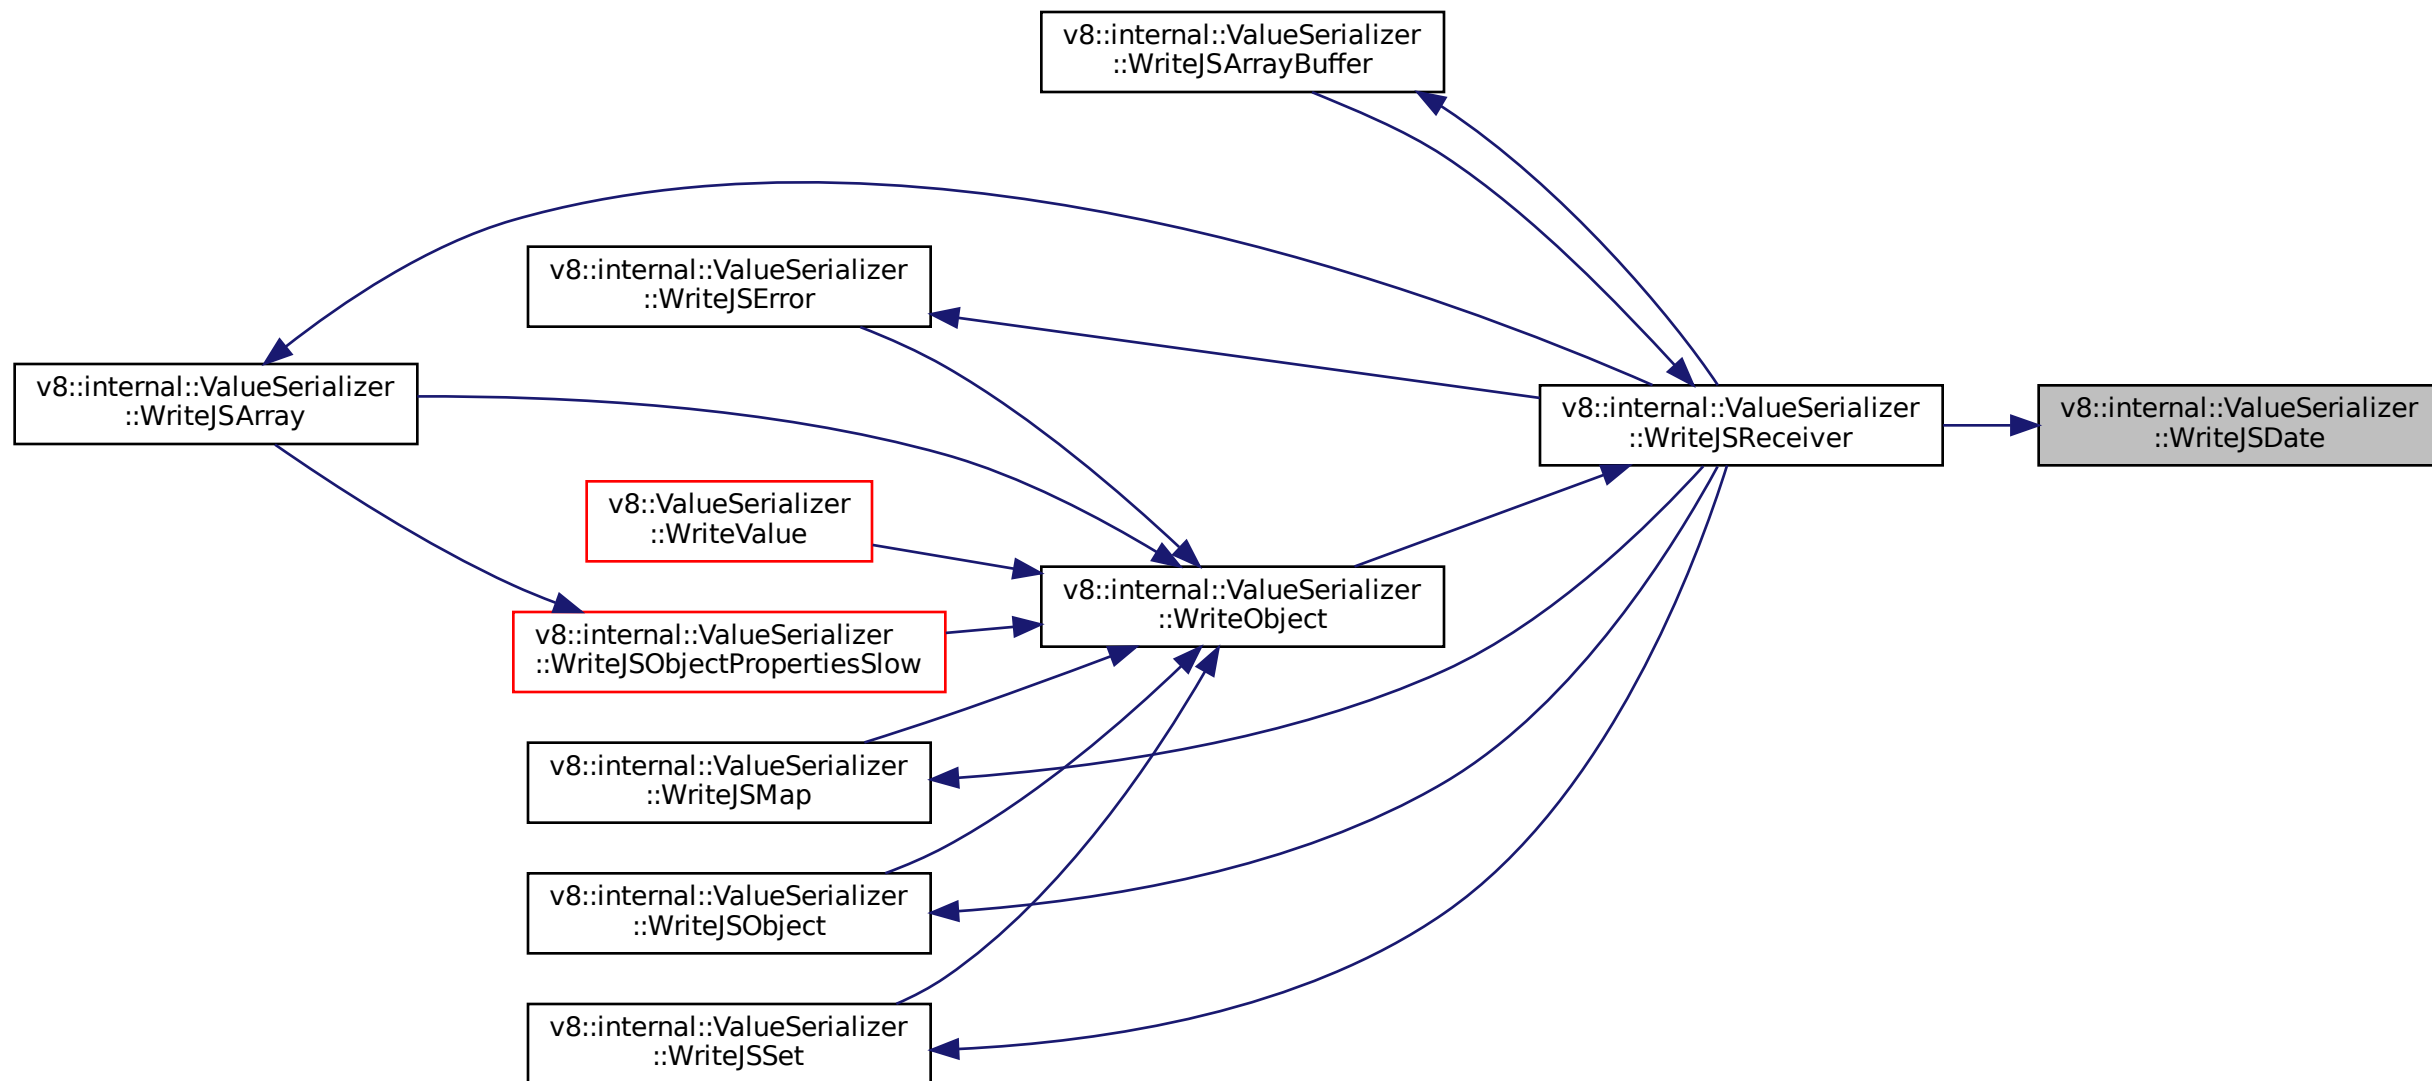 v8::internal::ValueSerializer
::WriteJSArrayBuffer
v8::internal::ValueSerializer
::WriteJSError
v8::internal::ValueSerializer
::WriteJSArray
v8::internal::ValueSerializer
::WriteJSReceiver
v8::internal::ValueSerializer
::WriteJSDate
v8::ValueSerializer
::WriteValue
v8::internal::ValueSerializer
::WriteObject
v8::internal::ValueSerializer
::WriteJSObjectPropertiesSlow
v8::internal::ValueSerializer
::WriteJSMap
v8::internal::ValueSerializer
::WriteJSObject
v8::internal::ValueSerializer
::WriteJSSet